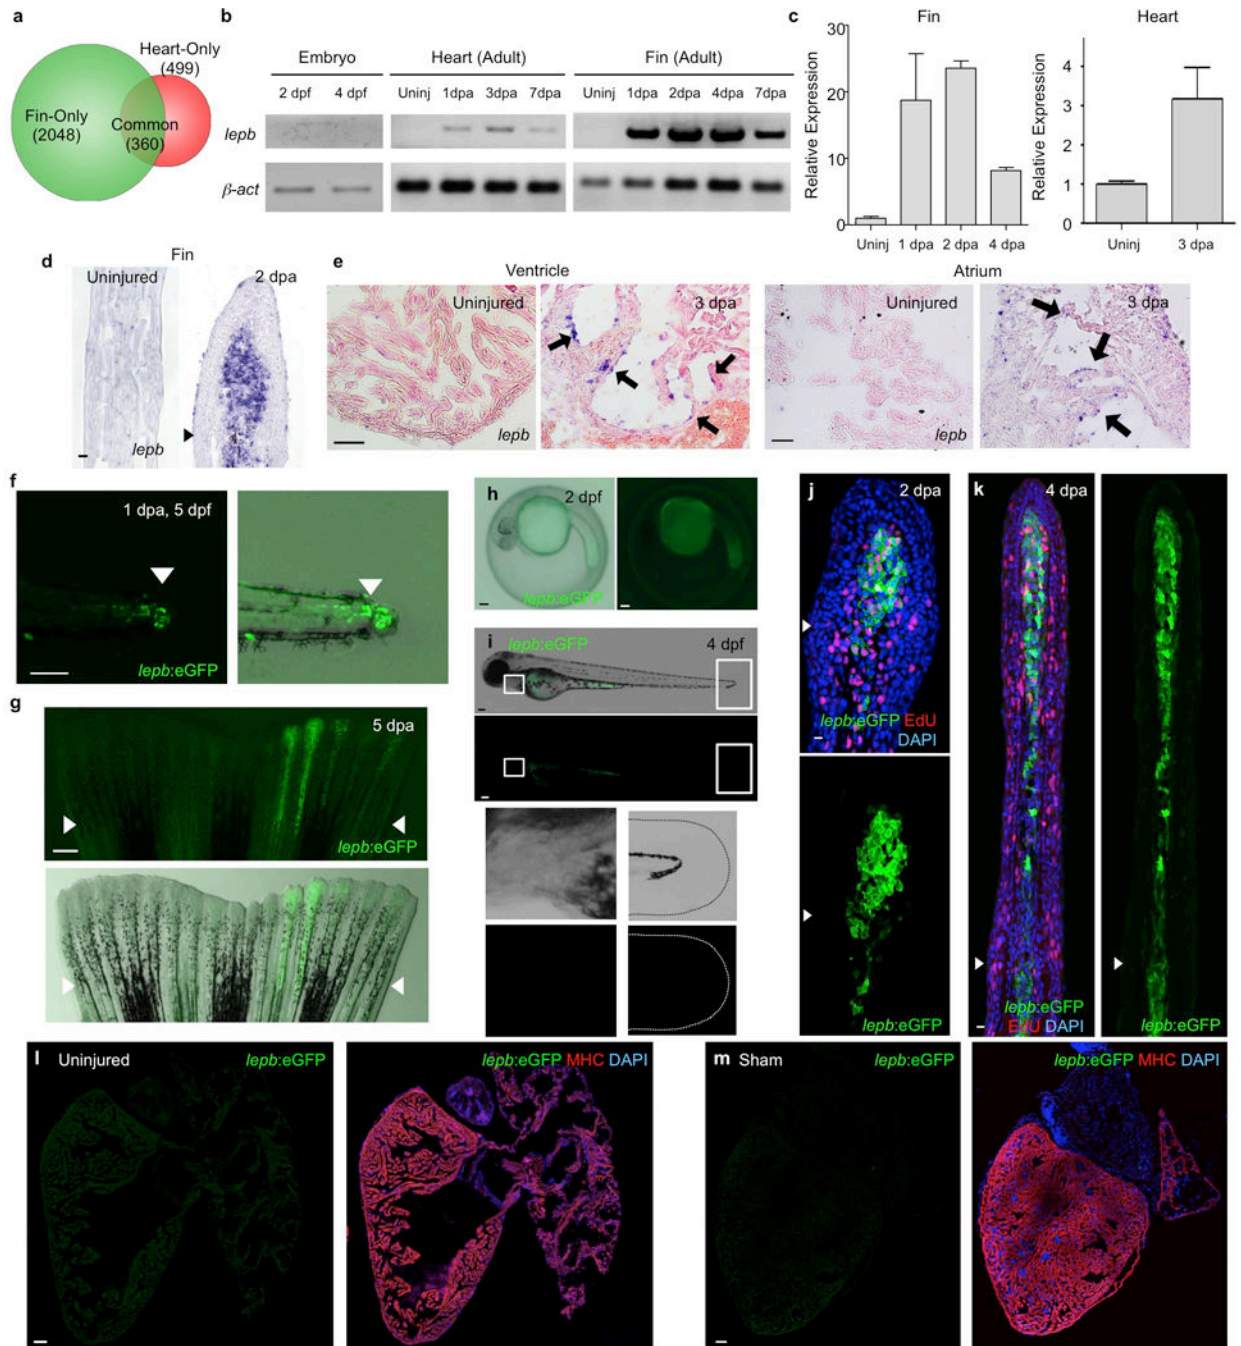 a
Heart-Only
(499)
Fin-Only
(2048)
Common
(360)
b
Embryo
Heart (Adult)
Fin (Adult)
2 dpf 4 dpf
Uninj 1dpa 3dpa 7dpa
Uninj 1dpa 2dpa 4dpa 7dpa
lepb
β-act
c
Fin
Relative Expression
30
20
10
0
Uninj 1 dpa 2 dpa 4 dpa
Heart
Relative Expression
4
3
2
1
0
Uninj 3 dpa
d
Fin
Uninjured
2 dpa
lepb
e
Ventricle
Atrium
Uninjured
3 dpa
Uninjured
3 dpa
lepb
lepb
f
1 dpa, 5 dpf
lepb:eGFP
g
5 dpa
lepb:eGFP
h
2 dpf
lepb:eGFP
i
lepb:eGFP
4 dpf
j
2 dpa
lepb:eGFP EdU
DAPI
lepb:eGFP
k
4 dpa
lepb:eGFP
EdU DAPI
lepb:eGFP
l Uninjured
lepb:eGFP
lepb:eGFP MHC DAPI
m Sham
lepb:eGFP
lepb:eGFP MHC DAPI